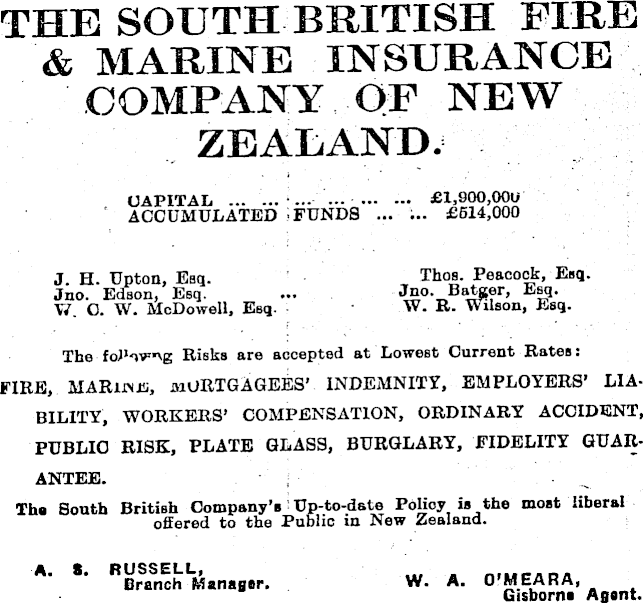 THE SOUTH BRITISH FIRE
& MARINE INSURANCE
COMPANY OF NEW
ZEALAND.
CAPITAL ... ... ... ... ... ... £1,900,000
ACCUMULATED FUNDS ... ... £514,000
J. H. Upton, Esq. Thos. Peacock, Esq.
Jno. Edson, Esq. ... Jno. Batger, Esq.
W. C. W. McDowell, Esq. W. R. Wilson, Esq.
The following Risks are accepted at Lowest Current Rates:
FIRE, MARINE, MORTGAGEES' INDEMNITY, EMPLOYERS' LIA-
BILITY, WORKERS' COMPENSATION, ORDINARY ACCIDENT,
PUBLIC RISK, PLATE GLASS, BURGLARY, FIDELITY GUAR-
ANTEE.
The South British Company's Up-to-date Policy is the most liberal
offered to the Public in New Zealand.
A. S. RUSSELL,
Branch Manager.
W. A. O'MEARA,
Gisborne Agent.